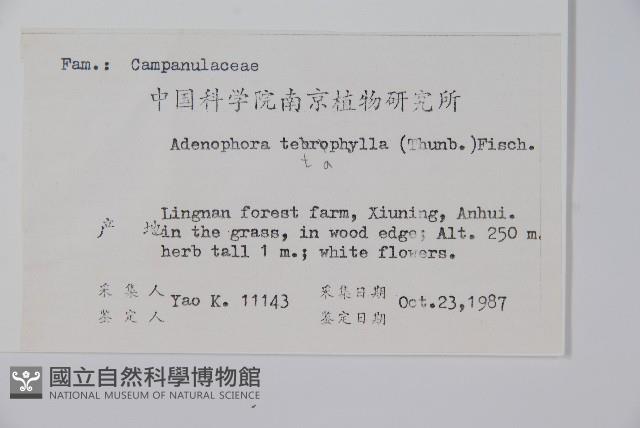 Fam.: Campanulaceae
中国科学院南京植物研究所
Adenophora tebrophylla (Thunb.)Fisch.
t a
Lingnan forest farm, Xiuning, Anhui.
产 地 in the grass, in wood edge; Alt. 250 m.
herb tall 1 m.; white flowers.
采集人 Yao K. 11143 采集日期 Oct.23,1987
鉴定人 鉴定日期
國立自然科學博物館
NATIONAL MUSEUM OF NATURAL SCIENCE